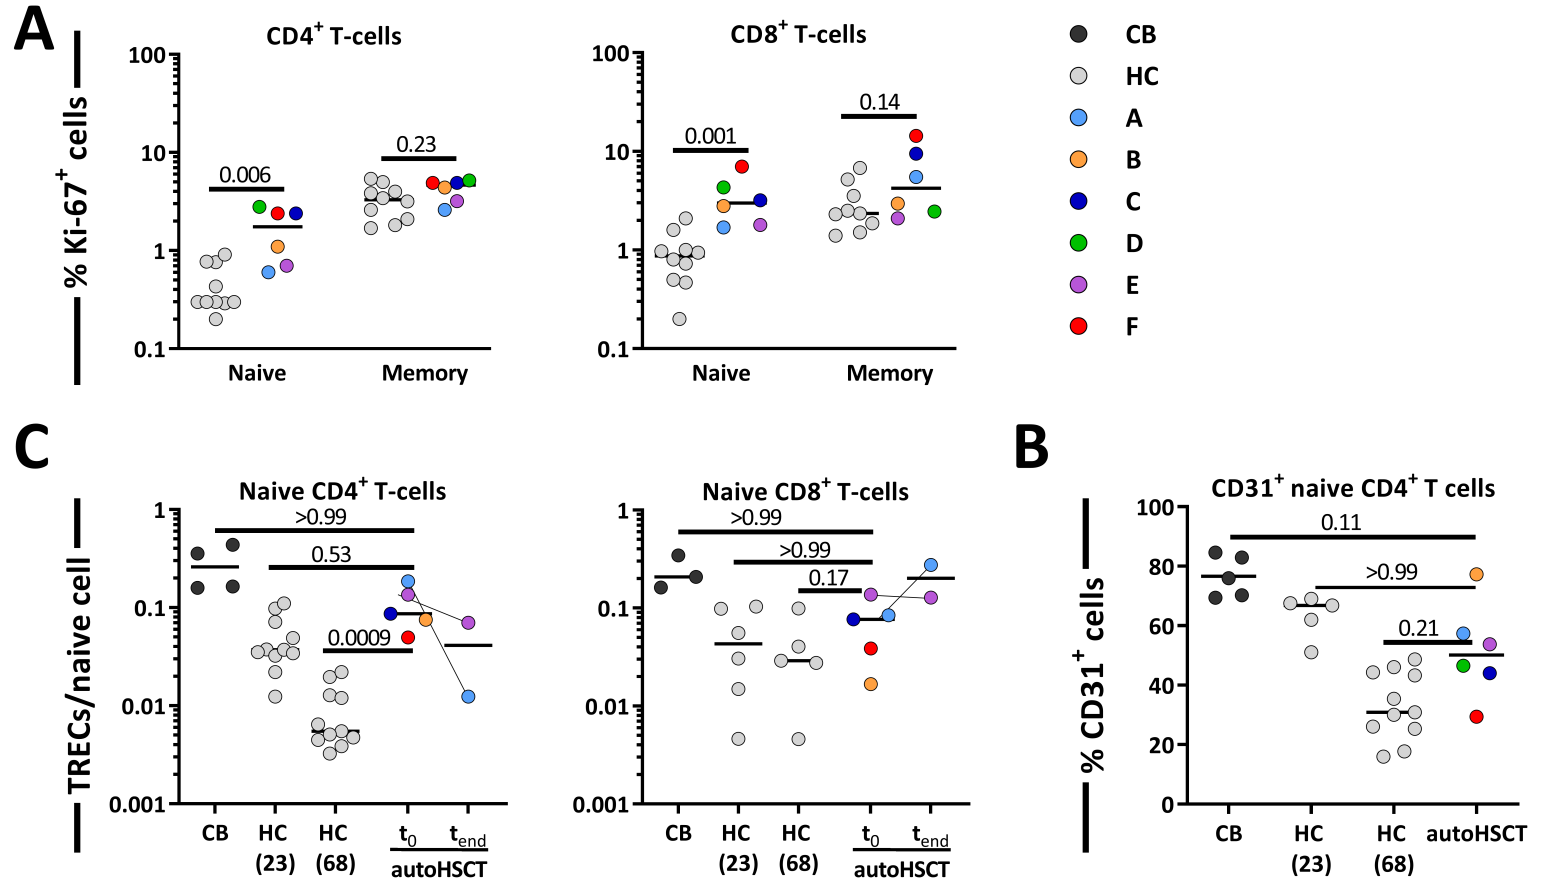 A
% Ki-67+ cells
CD4+ T-cells
100
10
1
0.1
0.006
0.23
Naive
Memory
CD8+ T-cells
100
10
1
0.1
0.001
0.14
Naive
Memory
CB
HC
A
B
C
D
E
F
C
TRECs/naive cell
Naive CD4+ T-cells
1
0.1
0.01
0.001
>0.99
0.53
0.0009
CB
HC
(23)
HC
(68)
t0
tend
autoHSCT
Naive CD8+ T-cells
1
0.1
0.01
0.001
>0.99
>0.99
0.17
CB
HC
(23)
HC
(68)
t0
tend
autoHSCT
B
% CD31+ cells
CD31+ naive CD4+ T cells
100
80
60
40
20
0
0.11
>0.99
0.21
CB
HC
(23)
HC
(68)
autoHSCT